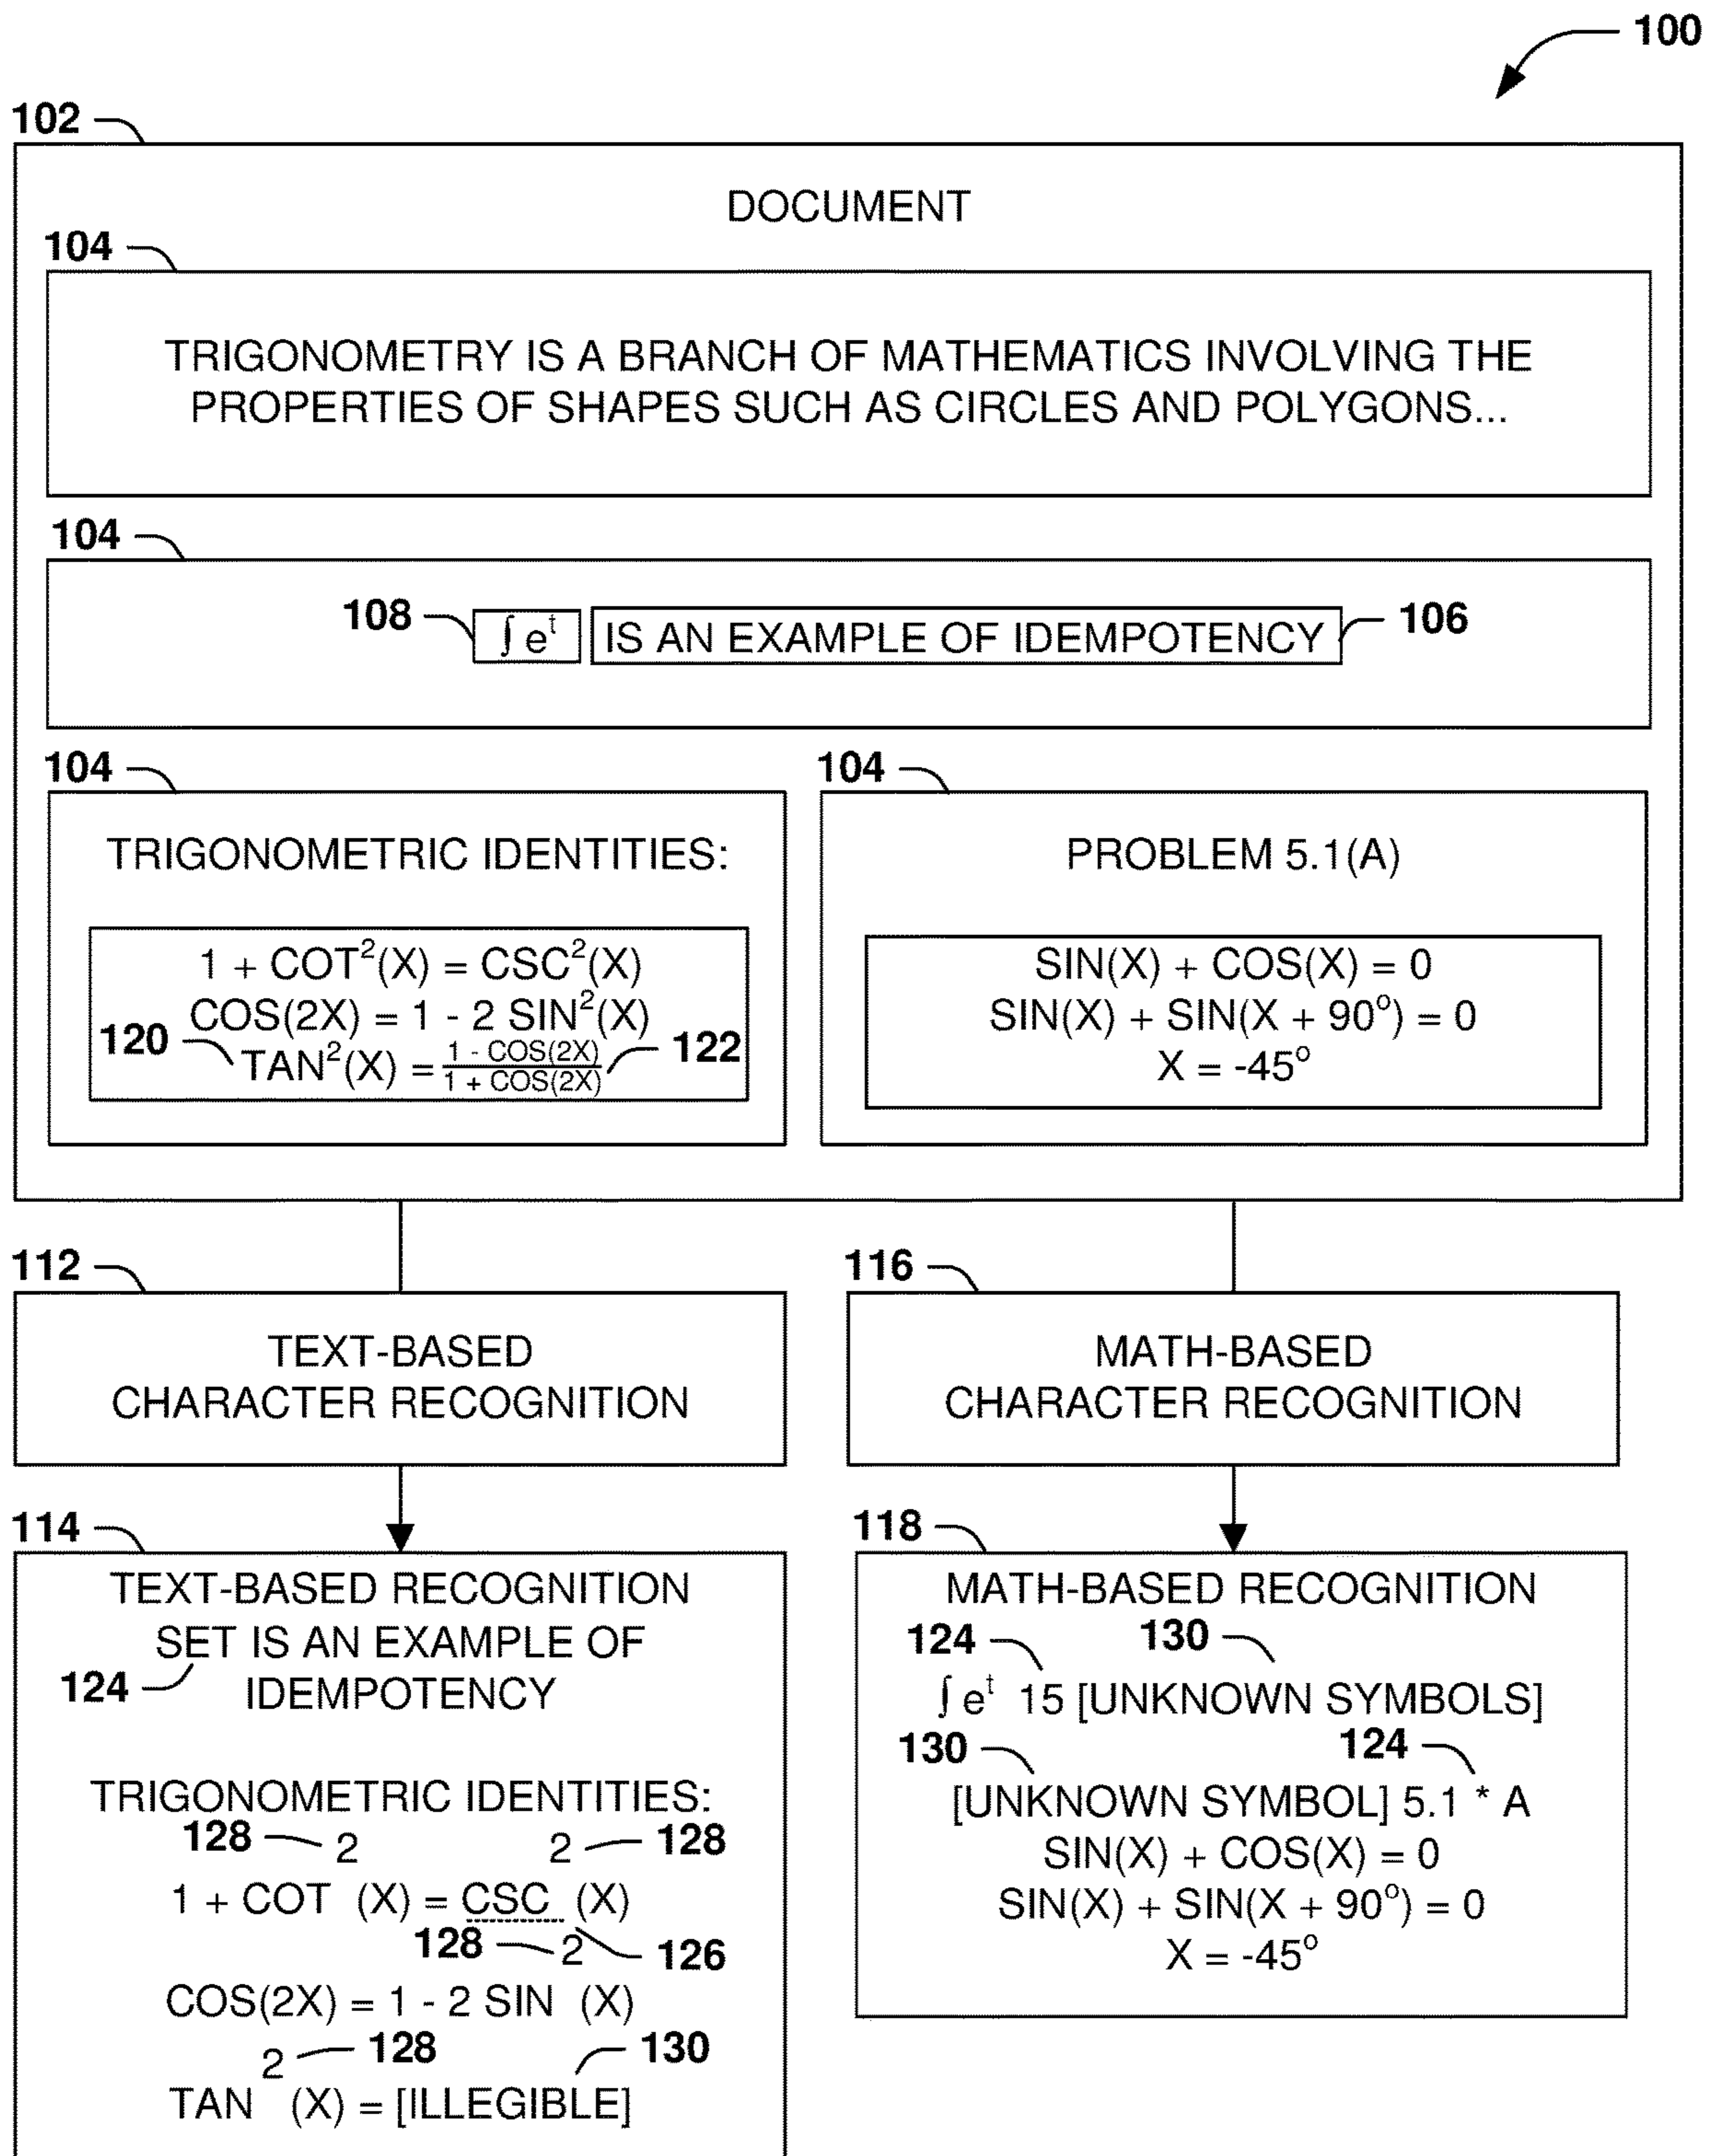 100
102
DOCUMENT
104
TRIGONOMETRY IS A BRANCH OF MATHEMATICS INVOLVING THE
PROPERTIES OF SHAPES SUCH AS CIRCLES AND POLYGONS...
104
108 ∫ eᵗ IS AN EXAMPLE OF IDEMPOTENCY 106
104
TRIGONOMETRIC IDENTITIES:
1 + COT²(X) = CSC²(X)
COS(2X) = 1 - 2 SIN²(X)
120 TAN²(X) = 1 - COS(2X) / 1 + COS(2X) 122
104
PROBLEM 5.1(A)
SIN(X) + COS(X) = 0
SIN(X) + SIN(X + 90°) = 0
X = -45°
112
TEXT-BASED
CHARACTER RECOGNITION
116
MATH-BASED
CHARACTER RECOGNITION
114
TEXT-BASED RECOGNITION
SET IS AN EXAMPLE OF
124 IDEMPOTENCY
TRIGONOMETRIC IDENTITIES:
128 2 2 128
1 + COT (X) = CSC (X)
128 2 126
COS(2X) = 1 - 2 SIN (X)
2 128 130
TAN (X) = [ILLEGIBLE]
118
MATH-BASED RECOGNITION
124 130
∫ eᵗ 15 [UNKNOWN SYMBOLS]
130 124
[UNKNOWN SYMBOL] 5.1 * A
SIN(X) + COS(X) = 0
SIN(X) + SIN(X + 90°) = 0
X = -45°